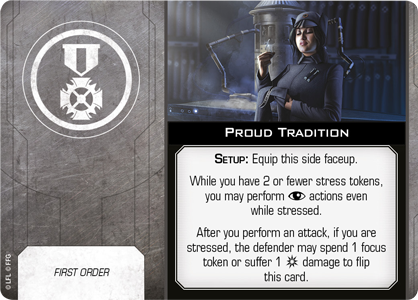 PROUD TRADITION
SETUP: Equip this side faceup.
While you have 2 or fewer stress tokens,
you may perform actions even
while stressed.
After you perform an attack, if you are
stressed, the defender may spend 1 focus
token or suffer 1 damage to flip
this card.
FIRST ORDER
©LFL ©FFG